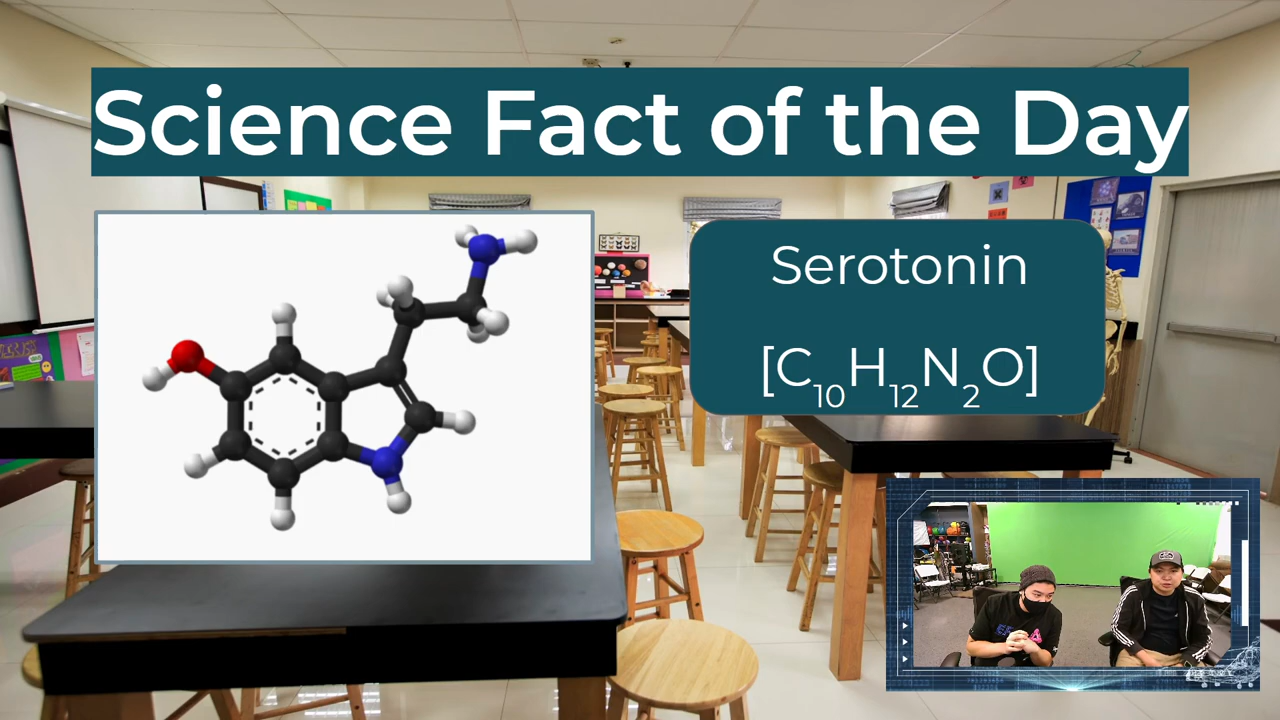 Science Fact of the Day
Serotonin
[C₁₀H₁₂N₂O]